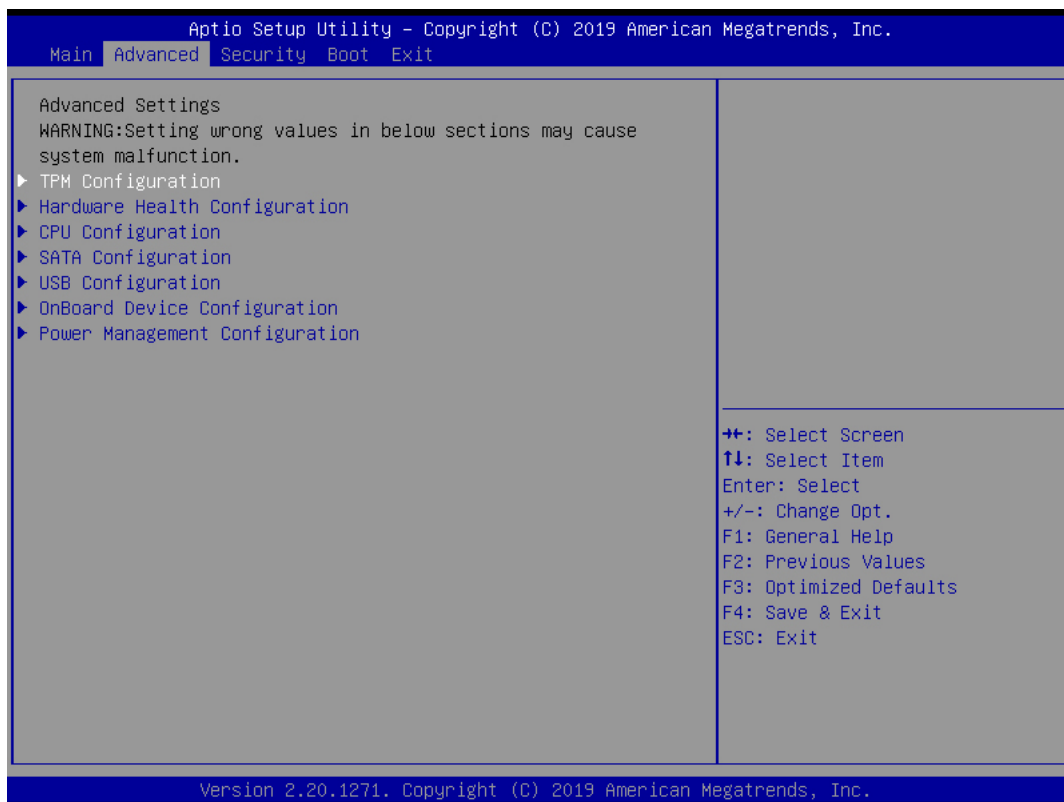 Aptio Setup Utility – Copyright (C) 2019 American Megatrends, Inc.
Main Advanced Security Boot Exit
Advanced Settings
WARNING:Setting wrong values in below sections may cause
system malfunction.
► TPM Configuration
► Hardware Health Configuration
► CPU Configuration
► SATA Configuration
► USB Configuration
► OnBoard Device Configuration
► Power Management Configuration
→←: Select Screen
↑↓: Select Item
Enter: Select
+/-: Change Opt.
F1: General Help
F2: Previous Values
F3: Optimized Defaults
F4: Save & Exit
ESC: Exit
Version 2.20.1271. Copyright (C) 2019 American Megatrends, Inc.